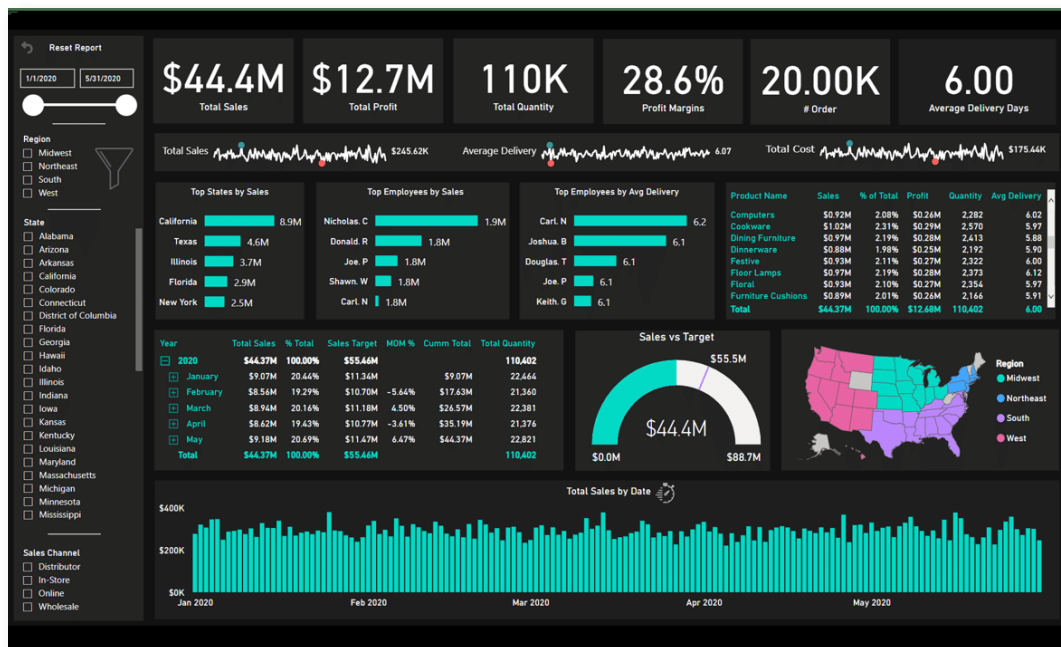 Reset Report
1/1/2020 5/31/2020
Region
Midwest
Northeast
South
West
State
Alabama
Arizona
Arkansas
California
Colorado
Connecticut
District of Columbia
Florida
Georgia
Hawaii
Idaho
Illinois
Indiana
Iowa
Kansas
Kentucky
Louisiana
Maryland
Massachusetts
Michigan
Minnesota
Mississippi
Sales Channel
Distributor
In-Store
Online
Wholesale
$44.4M
Total Sales
$12.7M
Total Profit
110K
Total Quantity
28.6%
Profit Margins
20.00K
# Order
6.00
Average Delivery Days
Total Sales $245.62K
Average Delivery 6.07
Total Cost $175.44K
Top States by Sales
California 8.9M
Texas 4.6M
Illinois 3.7M
Florida 2.9M
New York 2.5M
Top Employees by Sales
Nicholas. C 1.9M
Donald. R 1.8M
Joe. P 1.8M
Shawn. W 1.8M
Carl. N 1.8M
Top Employees by Avg Delivery
Carl. N 6.2
Joshua. B 6.1
Douglas. T 6.1
Joe. P 6.1
Keith. G 6.1
Product Name Sales % of Total Profit Quantity Avg Delivery
Computers $0.92M 2.08% $0.26M 2,282 6.02
Cookware $1.02M 2.31% $0.29M 2,570 5.97
Dining Furniture $0.97M 2.19% $0.28M 2,413 5.88
Dinnerware $0.88M 1.98% $0.25M 2,192 5.90
Festive $0.93M 2.11% $0.27M 2,322 6.00
Floor Lamps $0.97M 2.19% $0.28M 2,373 6.12
Floral $0.93M 2.10% $0.27M 2,354 5.97
Furniture Cushions $0.89M 2.01% $0.26M 2,166 5.91
Total $44.37M 100.00% $12.68M 110,402 6.00
Year Total Sales % Total Sales Target MOM % Cumm Total Total Quantity
2020 $44.37M 100.00% $55.46M 110,402
January $9.07M 20.44% $11.34M $9.07M 22,464
February $8.56M 19.29% $10.70M -5.64% $17.63M 21,360
March $8.94M 20.16% $11.18M 4.50% $26.57M 22,381
April $8.62M 19.43% $10.77M -3.61% $35.19M 21,376
May $9.18M 20.69% $11.47M 6.47% $44.37M 22,821
Total $44.37M 100.00% $55.46M 110,402
Sales vs Target
$55.5M
$44.4M
$0.0M $88.7M
Region
Midwest
Northeast
South
West
Total Sales by Date
$400K
$200K
$0K
Jan 2020 Feb 2020 Mar 2020 Apr 2020 May 2020